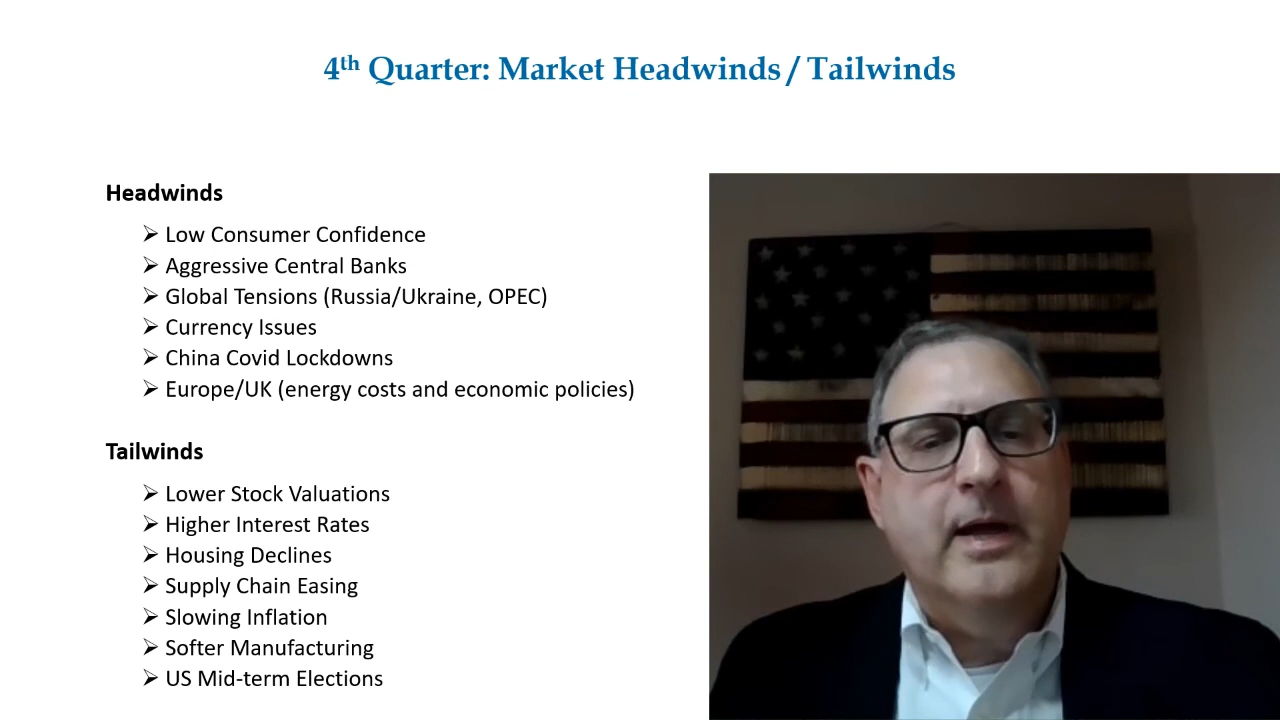 4th Quarter: Market Headwinds / Tailwinds
Headwinds
➢ Low Consumer Confidence
➢ Aggressive Central Banks
➢ Global Tensions (Russia/Ukraine, OPEC)
➢ Currency Issues
➢ China Covid Lockdowns
➢ Europe/UK (energy costs and economic policies)
Tailwinds
➢ Lower Stock Valuations
➢ Higher Interest Rates
➢ Housing Declines
➢ Supply Chain Easing
➢ Slowing Inflation
➢ Softer Manufacturing
➢ US Mid-term Elections